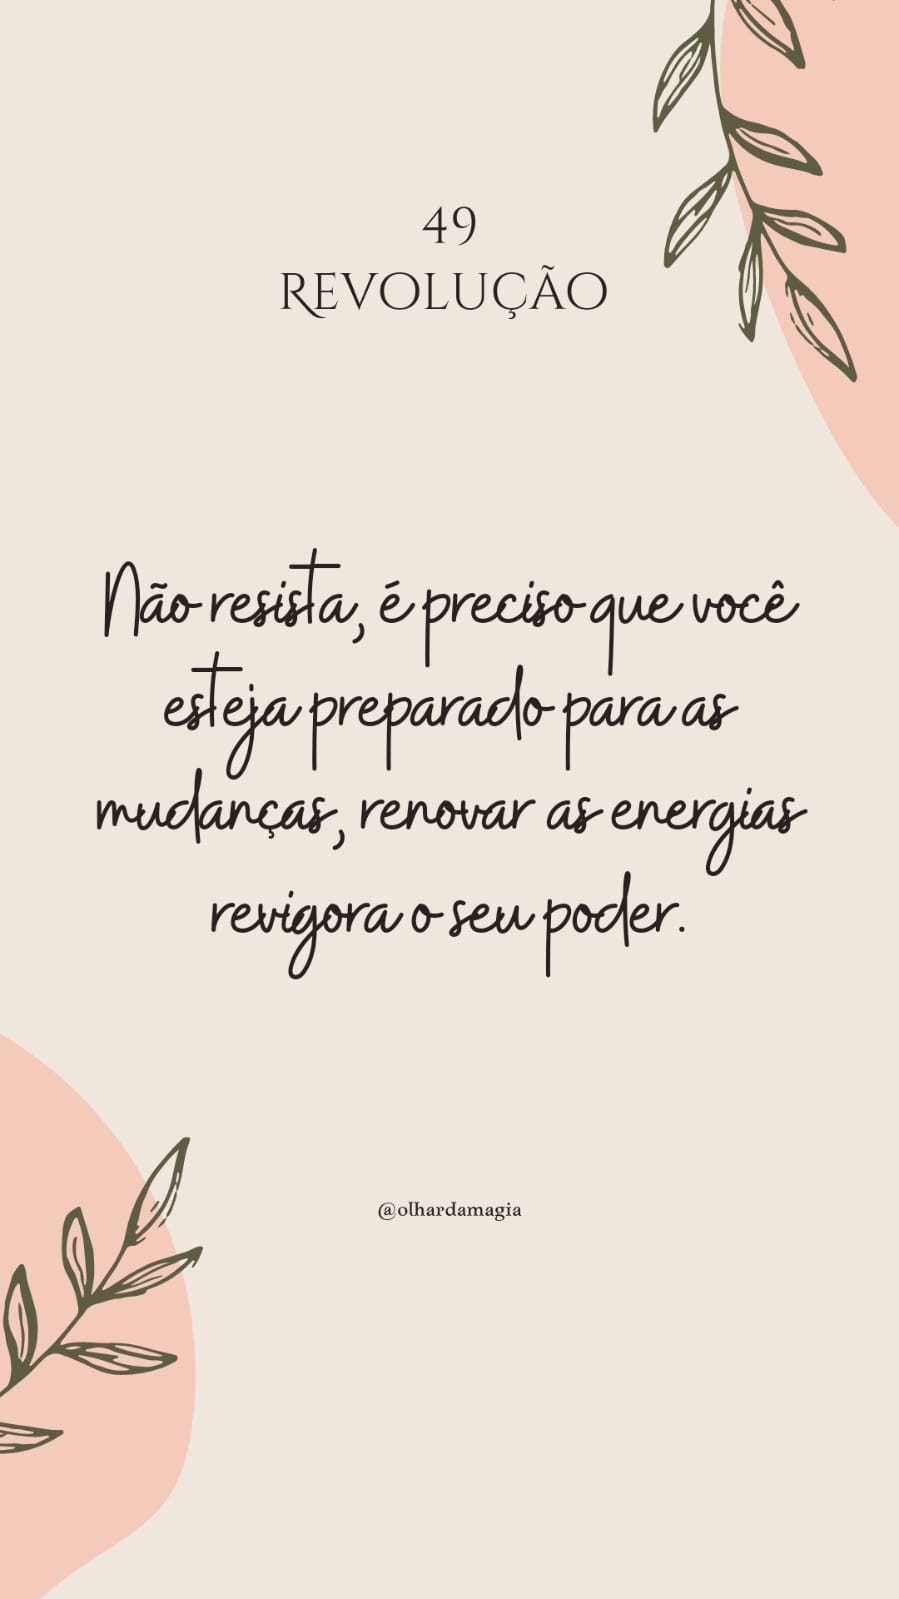 49
Revolução
Não resista, é preciso que você
esteja preparado para as
mudanças, renovar as energias
revigora o seu poder.
@olhardamagia